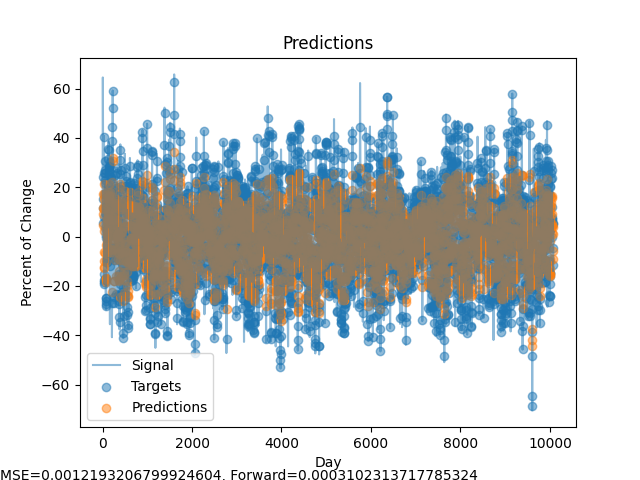 Predictions
Percent of Change
60
40
20
0
−20
−40
−60
Signal
Targets
Predictions
0 2000 4000 6000 8000 10000
Day
MSE=0.0012193206799924604, Forward=0.0003102313717785324